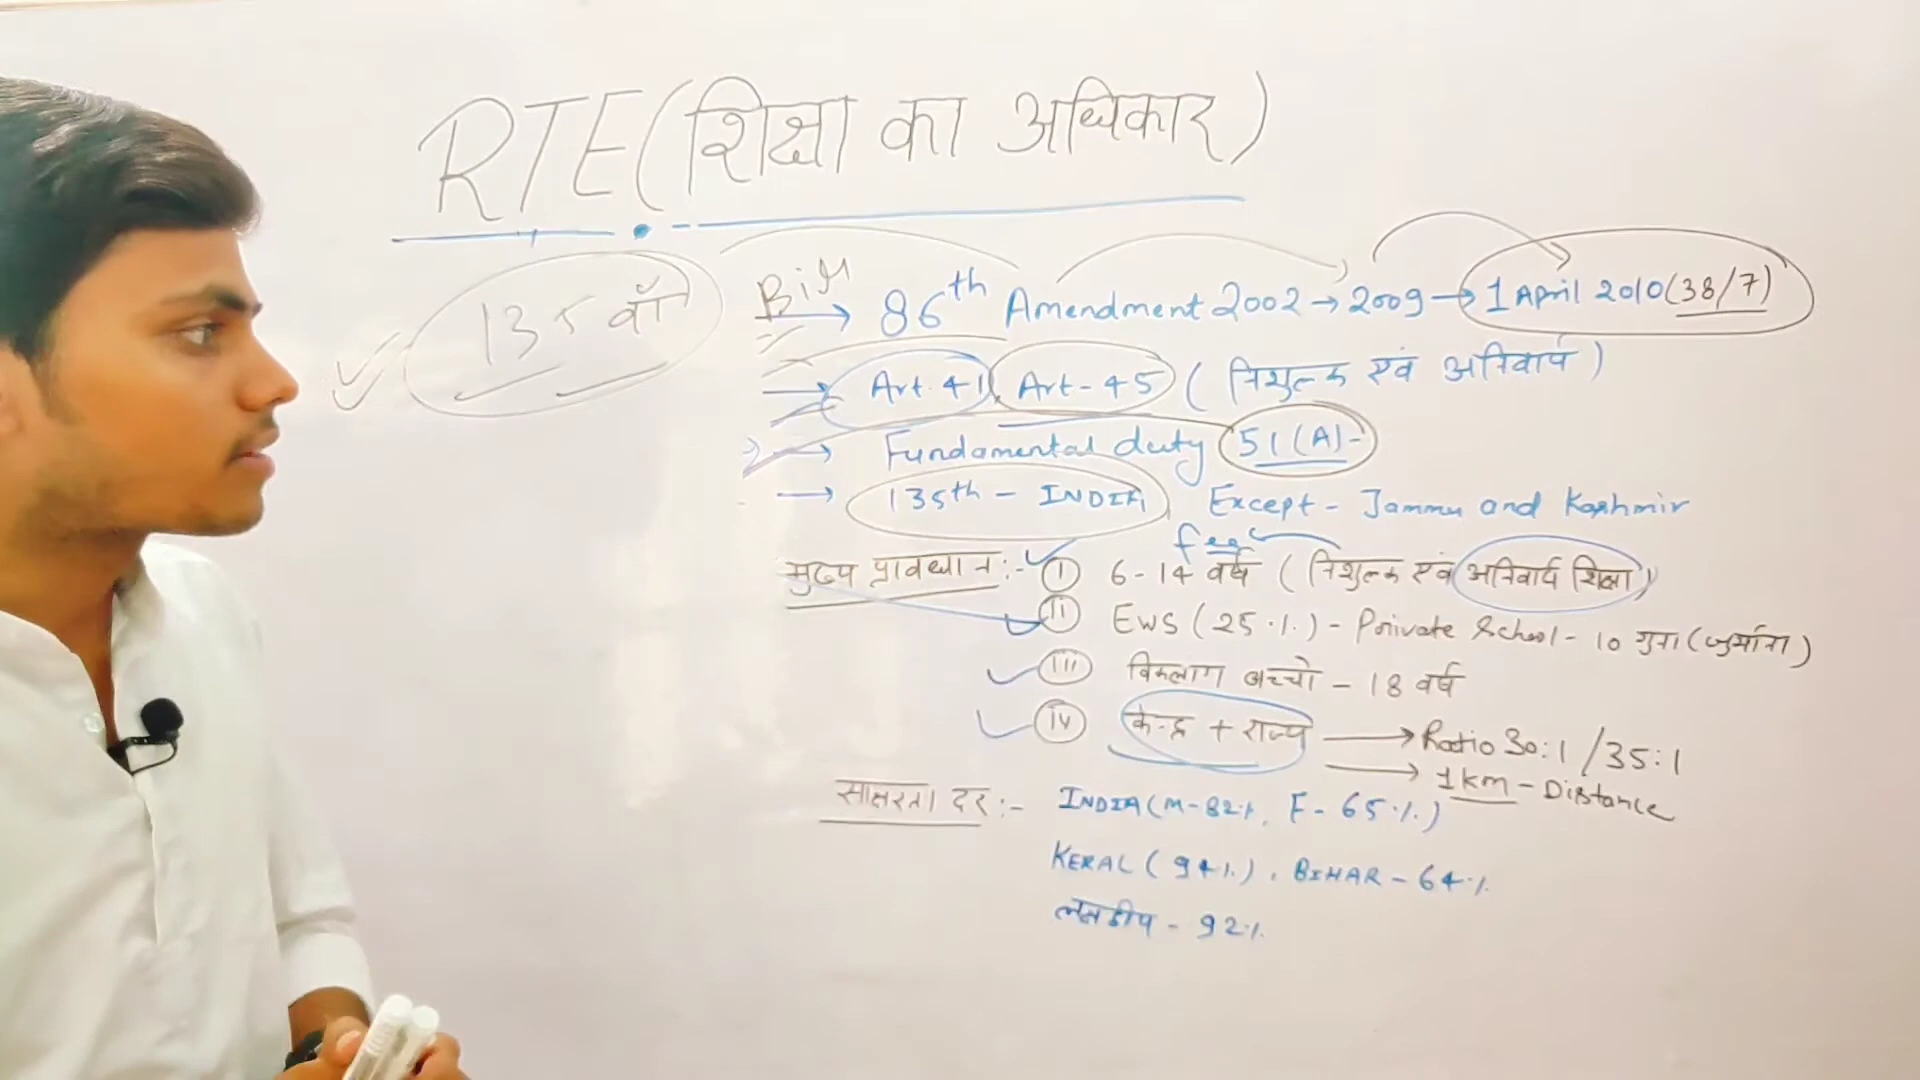 RTE (शिक्षा का अधिकार)
135 वाँ
Bill
→ 86th Amendment 2002 → 2009 → 1 April 2010 (38/7)
→ Art. 41, Art - 45 (निशुल्क एवं अनिवार्य)
→ Fundamental duty 51 (A) -
→ 135th - INDIA, Except - Jammu and Kashmir
मुख्य प्रावधान :- (i) 6-14 वर्ष (निशुल्क एवं अनिवार्य शिक्षा)
(ii) EWS (25%) - Private School - 10 गुना (जुर्माना)
(iii) विकलाग बच्चो - 18 वर्ष
(iv) केन्द्र + राज्य → Ratio 30:1 / 35:1
→ 1 km - Distance
साक्षरता दर :- INDIA (M - 82%, F - 65%)
KERAL (94%), BIHAR - 64%
लक्षद्वीप - 92%